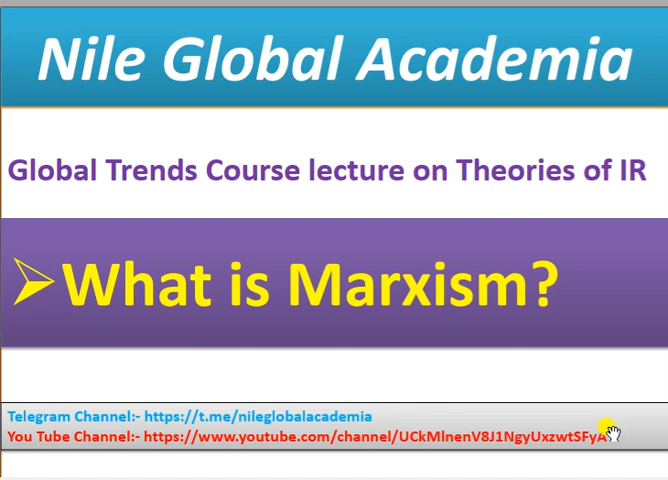 Nile Global Academia
Global Trends Course lecture on Theories of IR
What is Marxism?
Telegram Channel:- https://t.me/nileglobalacademia
You Tube Channel:- https://www.youtube.com/channel/UCkMlnenV8J1NgyUxzwtSFyA